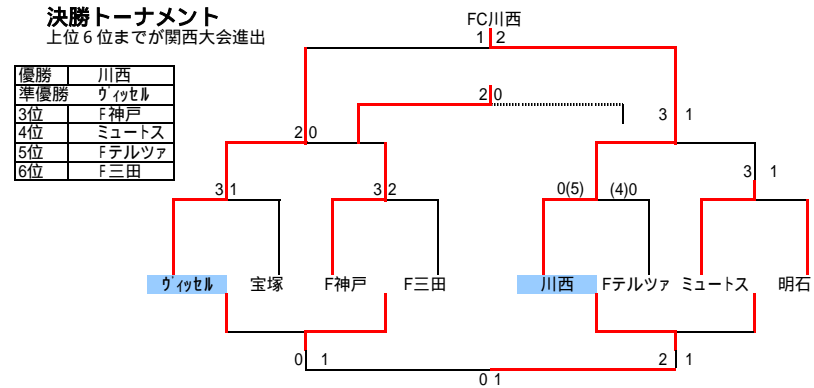 決勝トーナメント
上位6位までが関西大会進出
FC川西
1 2
優勝 川西
準優勝 ヴィッセル
3位 F神戸
4位 ミュートス
5位 Fテルツァ
6位 F三田
2 0
3 1
2 0
3 1
3 1
3 2
0(5) (4)0
ヴィッセル 宝塚 F神戸 F三田 川西 Fテルツァ ミュートス 明石
0 1
2 1
0 1